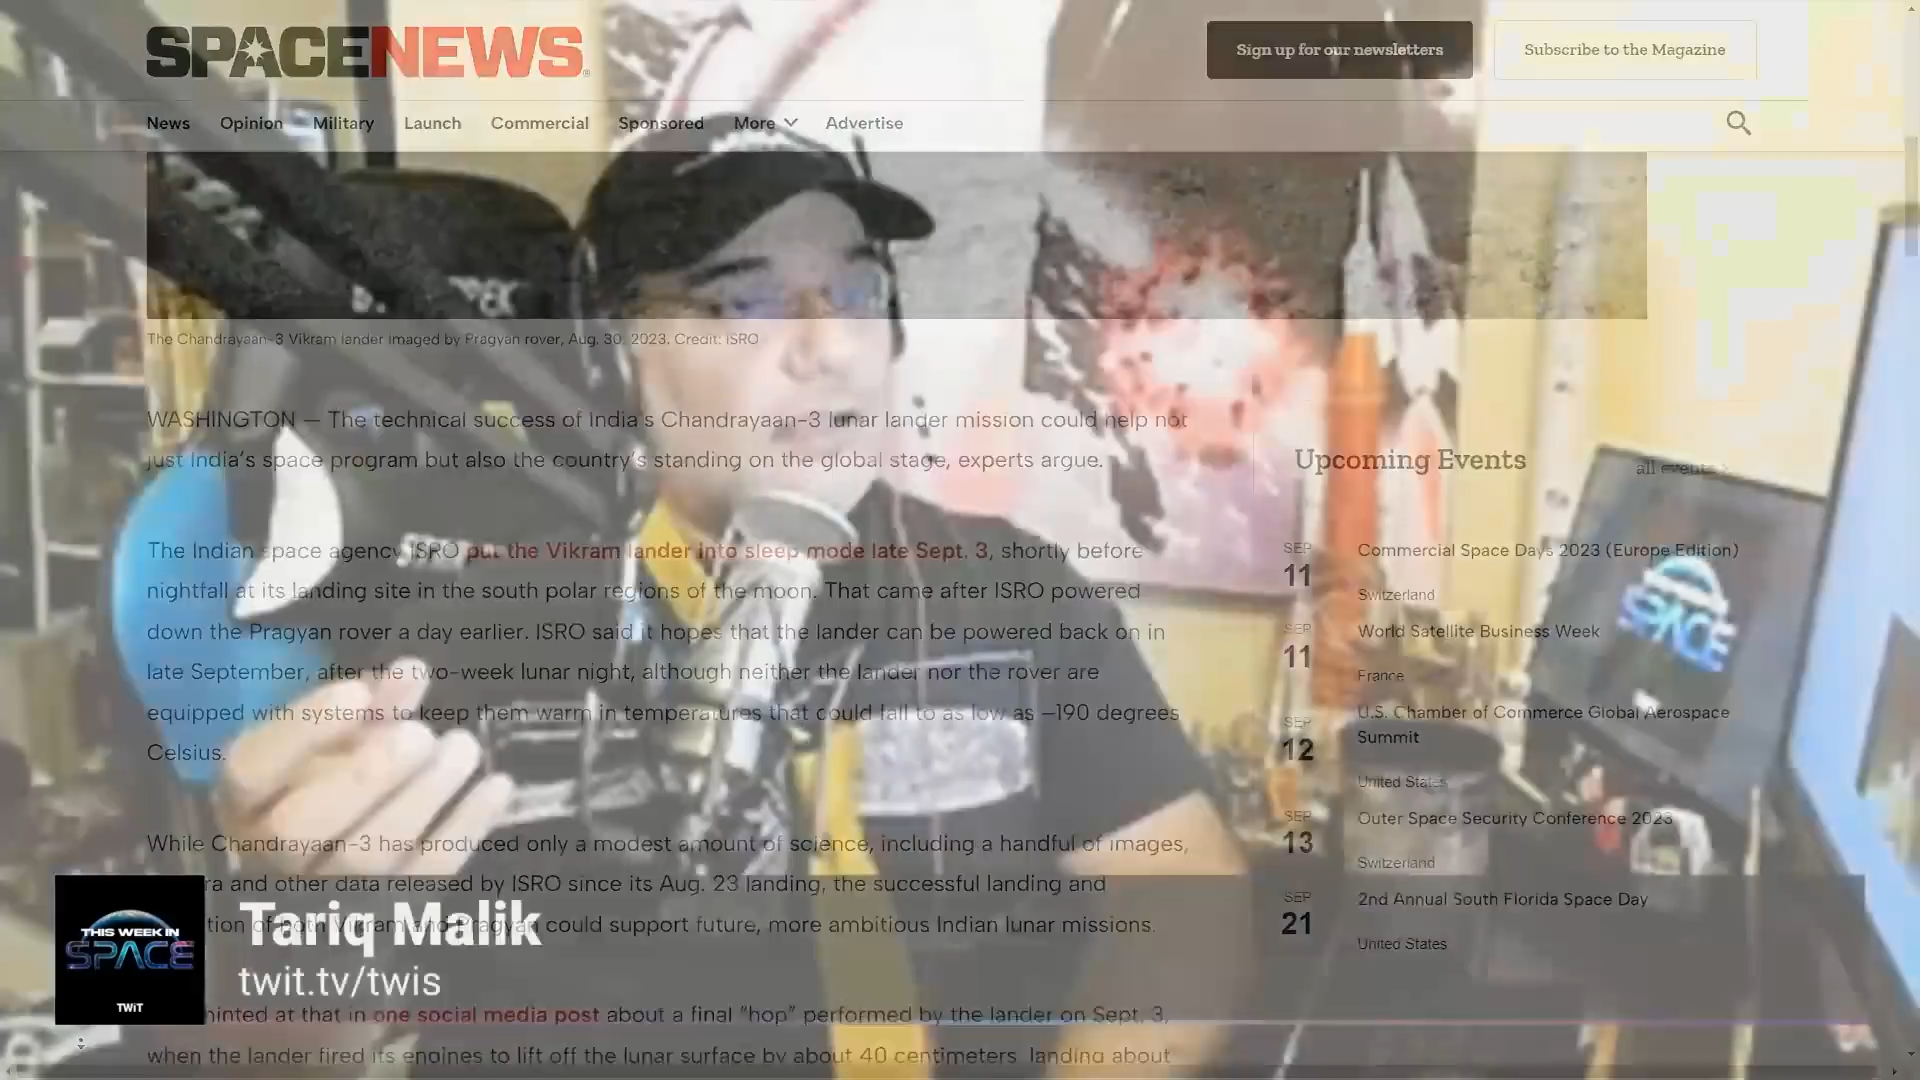 SPACENEWS
Sign up for our newsletters
Subscribe to the Magazine
News Opinion Military Launch Commercial Sponsored More Advertise
The Chandrayaan-3 Vikram lander imaged by Pragyan rover, Aug. 30, 2023. Credit: ISRO
WASHINGTON — The technical success of India's Chandrayaan-3 lunar lander mission could help not
just India's space program but also the country's standing on the global stage, experts argue.
The Indian space agency ISRO put the Vikram lander into sleep mode late Sept. 3, shortly before
nightfall at its landing site in the south polar regions of the moon. That came after ISRO powered
down the Pragyan rover a day earlier. ISRO said it hopes that the lander can be powered back on in
late September, after the two-week lunar night, although neither the lander nor the rover are
equipped with systems to keep them warm in temperatures that could fall to as low as –190 degrees
Celsius.
While Chandrayaan-3 has produced only a modest amount of science, including a handful of images,
ra and other data released by ISRO since its Aug. 23 landing, the successful landing and
tion of both Vikram and Pragyan could support future, more ambitious Indian lunar missions.
hinted at that in one social media post about a final "hop" performed by the lander on Sept. 3,
when the lander fired its engines to lift off the lunar surface by about 40 centimeters, landing about
Upcoming Events
all events
SEP
11
Commercial Space Days 2023 (Europe Edition)
Switzerland
SEP
11
World Satellite Business Week
France
SEP
12
U.S. Chamber of Commerce Global Aerospace
Summit
United States
SEP
13
Outer Space Security Conference 2023
Switzerland
SEP
21
2nd Annual South Florida Space Day
United States
SPACE
THIS WEEK IN
SPACE
TWiT
Tariq Malik
twit.tv/twis